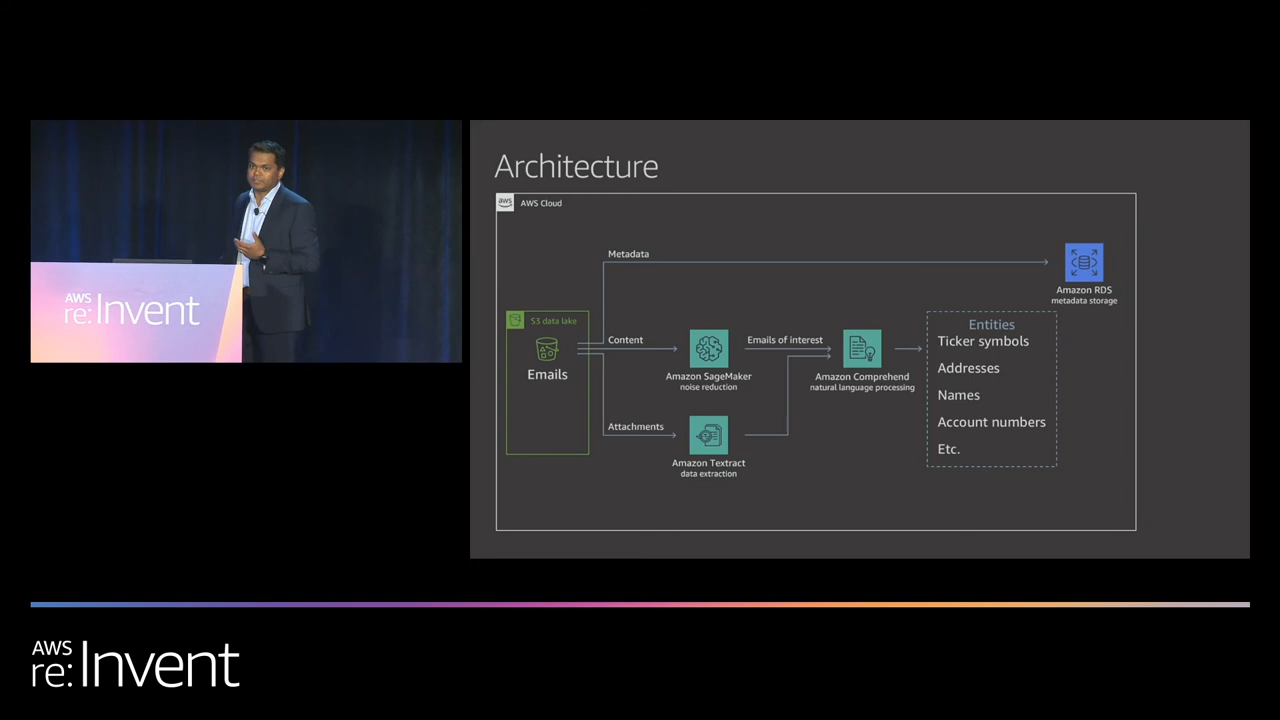 AWS
re:Invent
Architecture
aws
AWS Cloud
Metadata
Amazon RDS
metadata storage
S3 data lake
Emails
Content
Amazon SageMaker
noise reduction
Emails of interest
Amazon Comprehend
natural language processing
Attachments
Amazon Textract
data extraction
Entities
Ticker symbols
Addresses
Names
Account numbers
Etc.
AWS
re:Invent